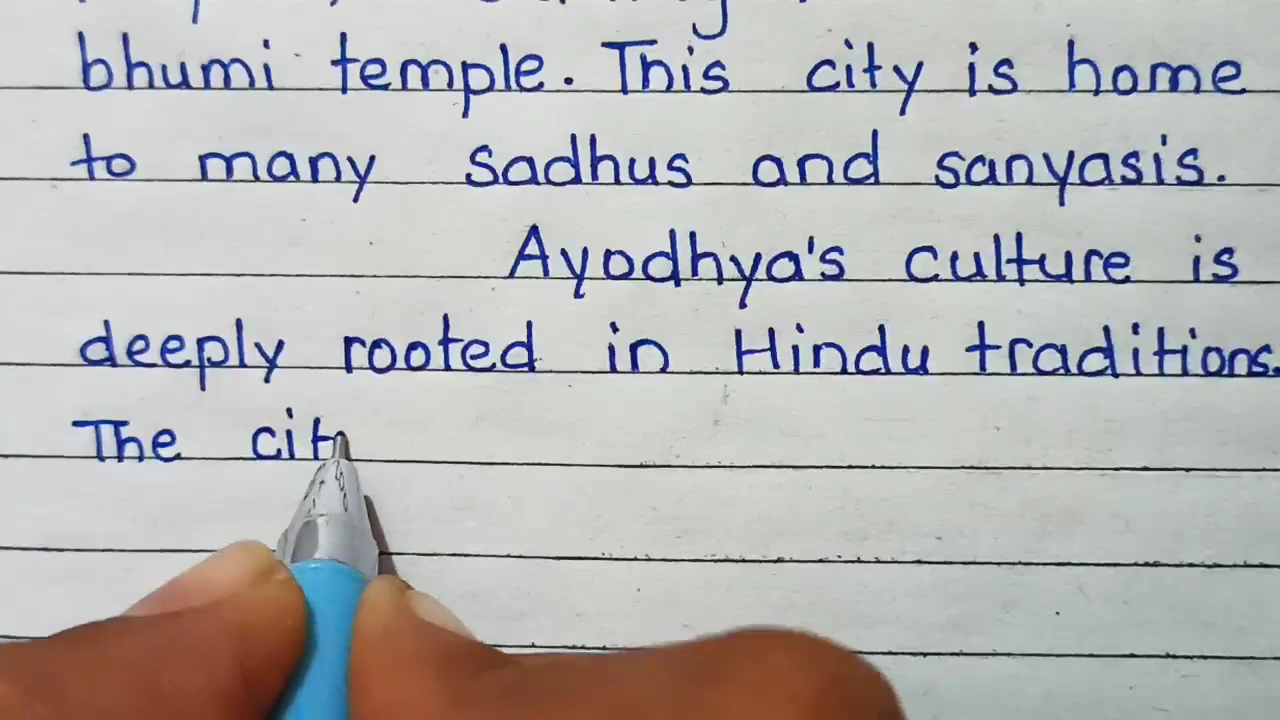 bhumi temple. This city is home
to many sadhus and sanyasis.
Ayodhya's culture is
deeply rooted in Hindu traditions.
The cit